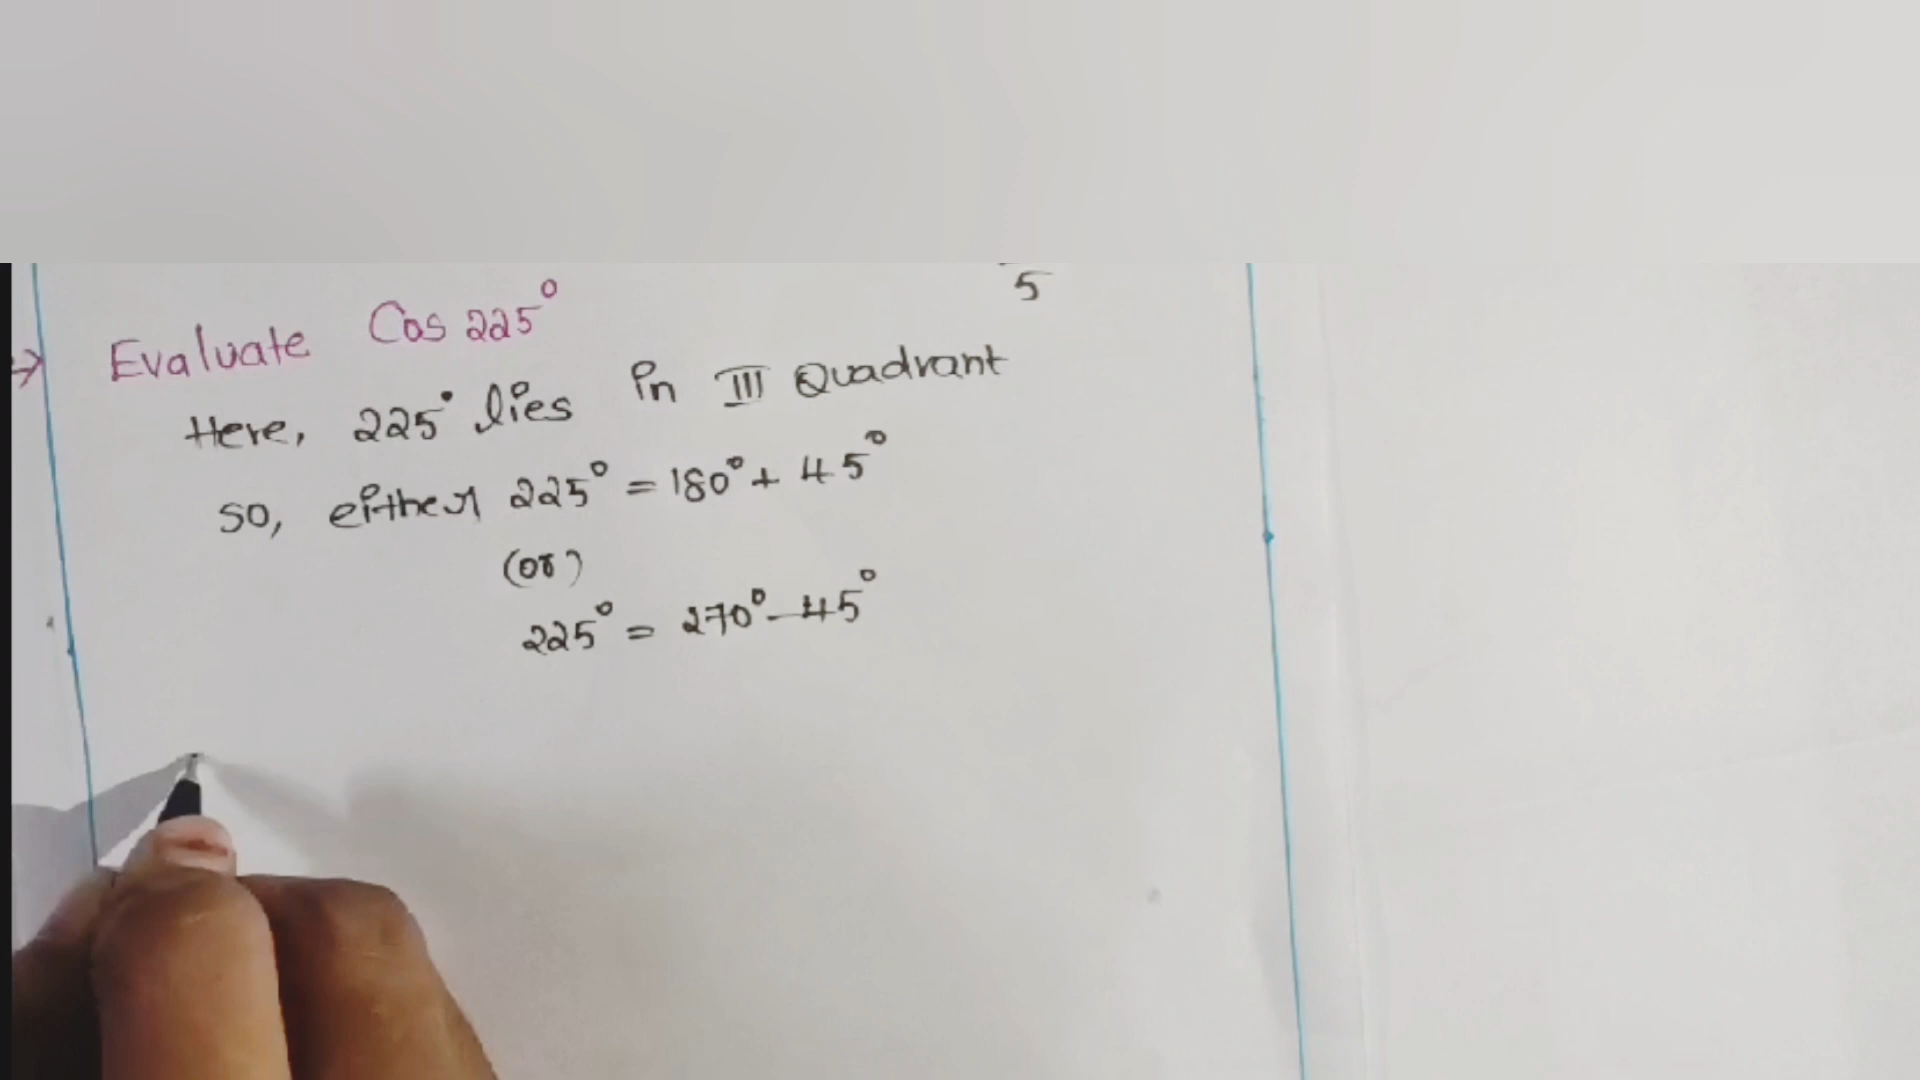 5
→ Evaluate Cos 225°
Here, 225° lies in III Quadrant
So, either 225° = 180° + 45°
(or)
225° = 270° - 45°